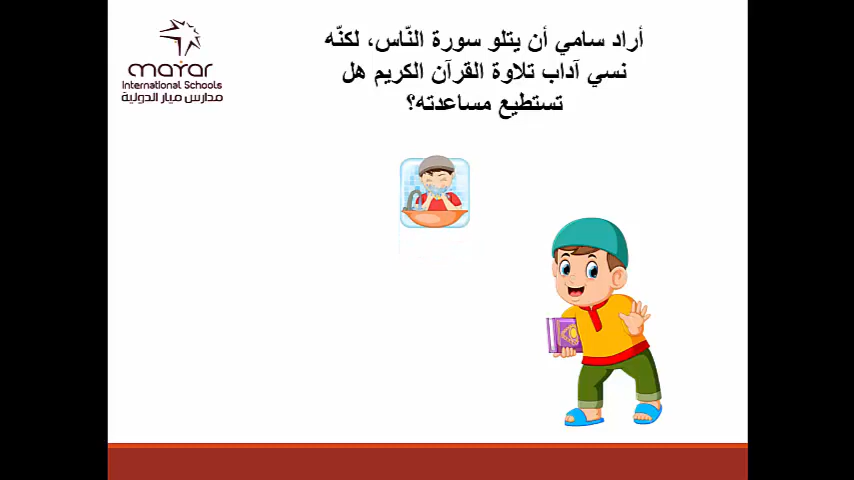 أراد سامي أن يتلو سورة النّاس، لكنّه
نسي آداب تلاوة القرآن الكريم هل
تستطيع مساعدته؟
mayar
International Schools
مدارس ميار الدولية